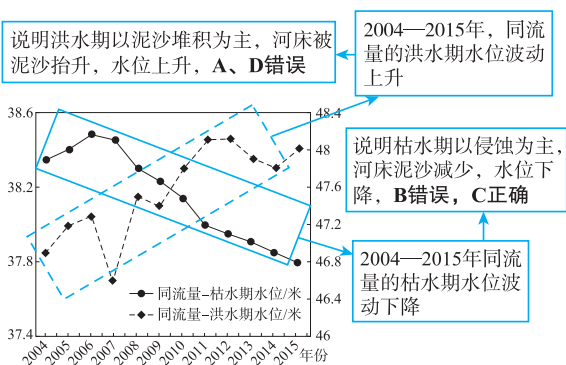 说明洪水期以泥沙堆积为主，河床被
泥沙抬升，水位上升，A、D错误
2004—2015年，同流
量的洪水期水位波动
上升
说明枯水期以侵蚀为主，
河床泥沙减少，水位下
降，B错误，C正确
2004—2015年同流
量的枯水期水位波
动下降
38.6
38.2
37.8
37.4
48.4
48
47.6
47.2
46.8
46.4
46
同流量-枯水期水位/米
同流量-洪水期水位/米
2004 2005 2006 2007 2008 2009 2010 2011 2012 2013 2014 2015 年份